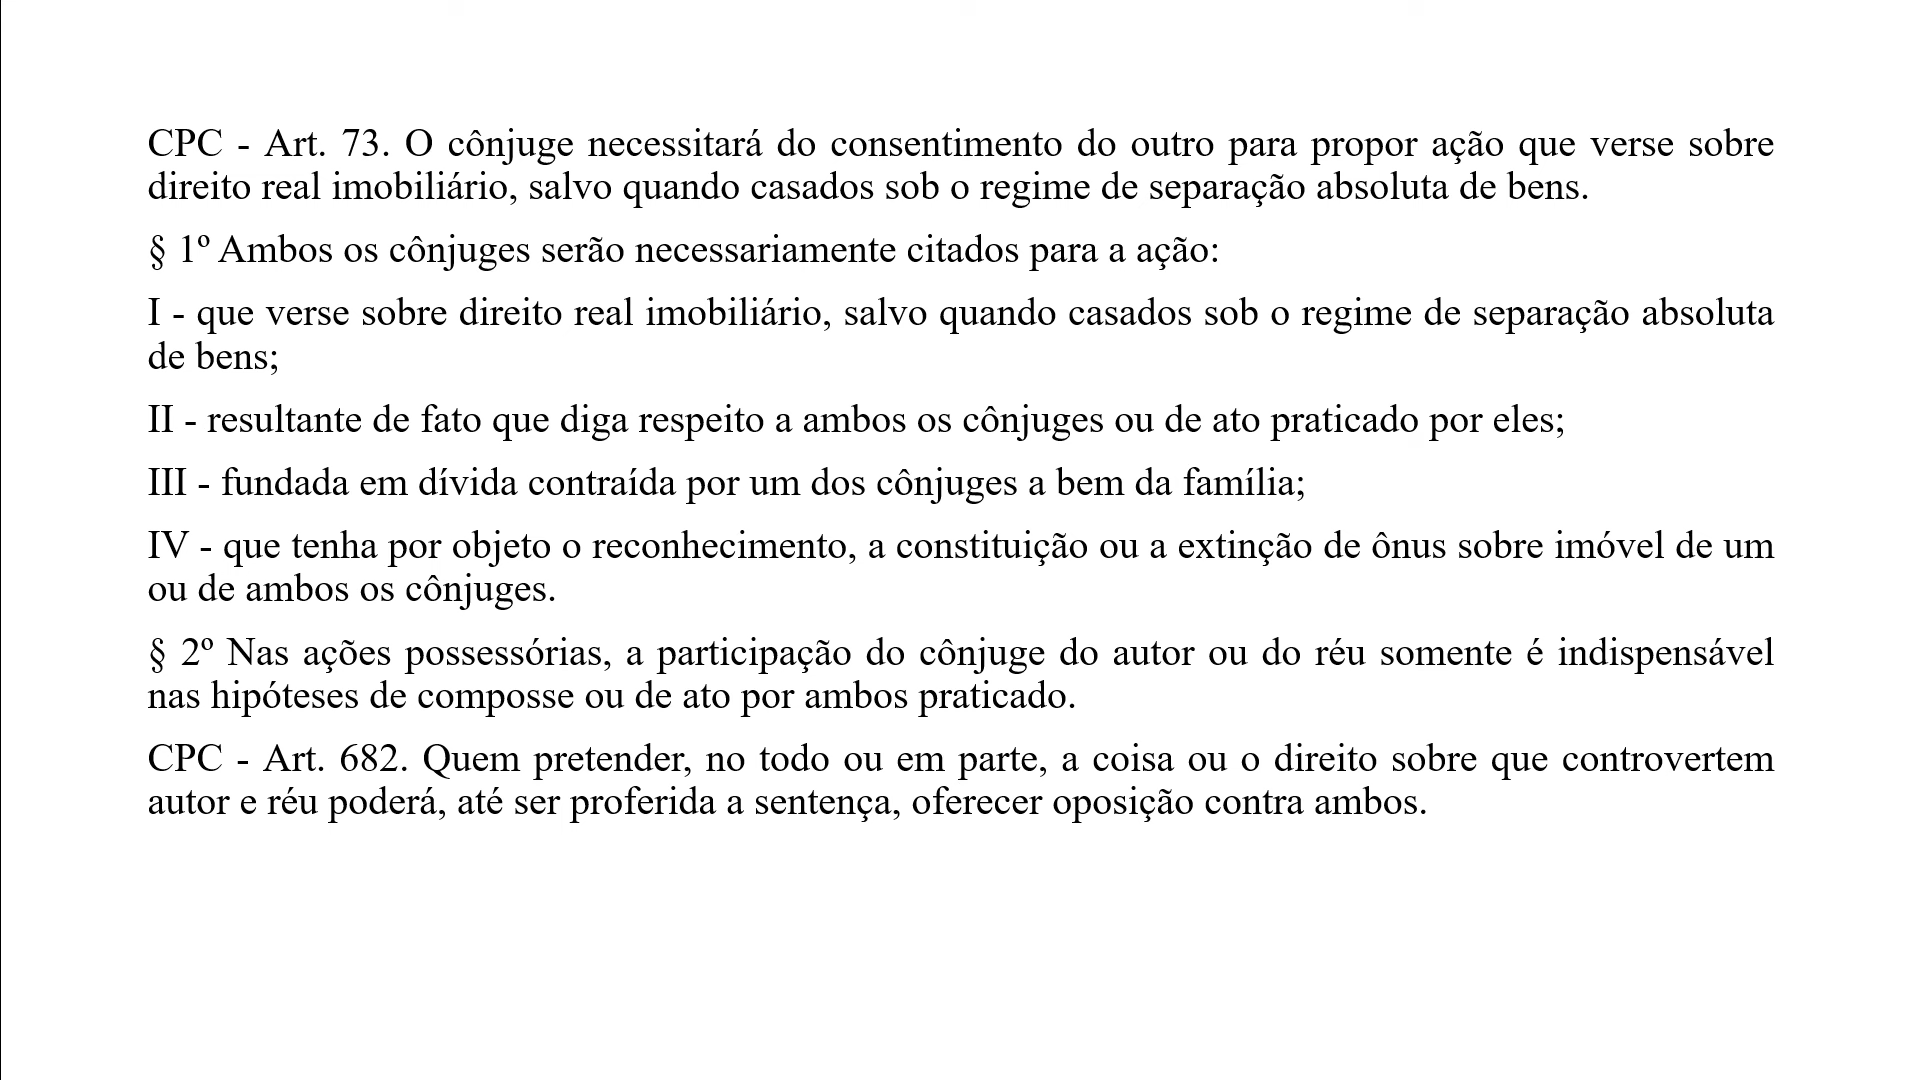 CPC - Art. 73. O cônjuge necessitará do consentimento do outro para propor ação que verse sobre
direito real imobiliário, salvo quando casados sob o regime de separação absoluta de bens.
§ 1º Ambos os cônjuges serão necessariamente citados para a ação:
I - que verse sobre direito real imobiliário, salvo quando casados sob o regime de separação absoluta
de bens;
II - resultante de fato que diga respeito a ambos os cônjuges ou de ato praticado por eles;
III - fundada em dívida contraída por um dos cônjuges a bem da família;
IV - que tenha por objeto o reconhecimento, a constituição ou a extinção de ônus sobre imóvel de um
ou de ambos os cônjuges.
§ 2º Nas ações possessórias, a participação do cônjuge do autor ou do réu somente é indispensável
nas hipóteses de composse ou de ato por ambos praticado.
CPC - Art. 682. Quem pretender, no todo ou em parte, a coisa ou o direito sobre que controvertem
autor e réu poderá, até ser proferida a sentença, oferecer oposição contra ambos.